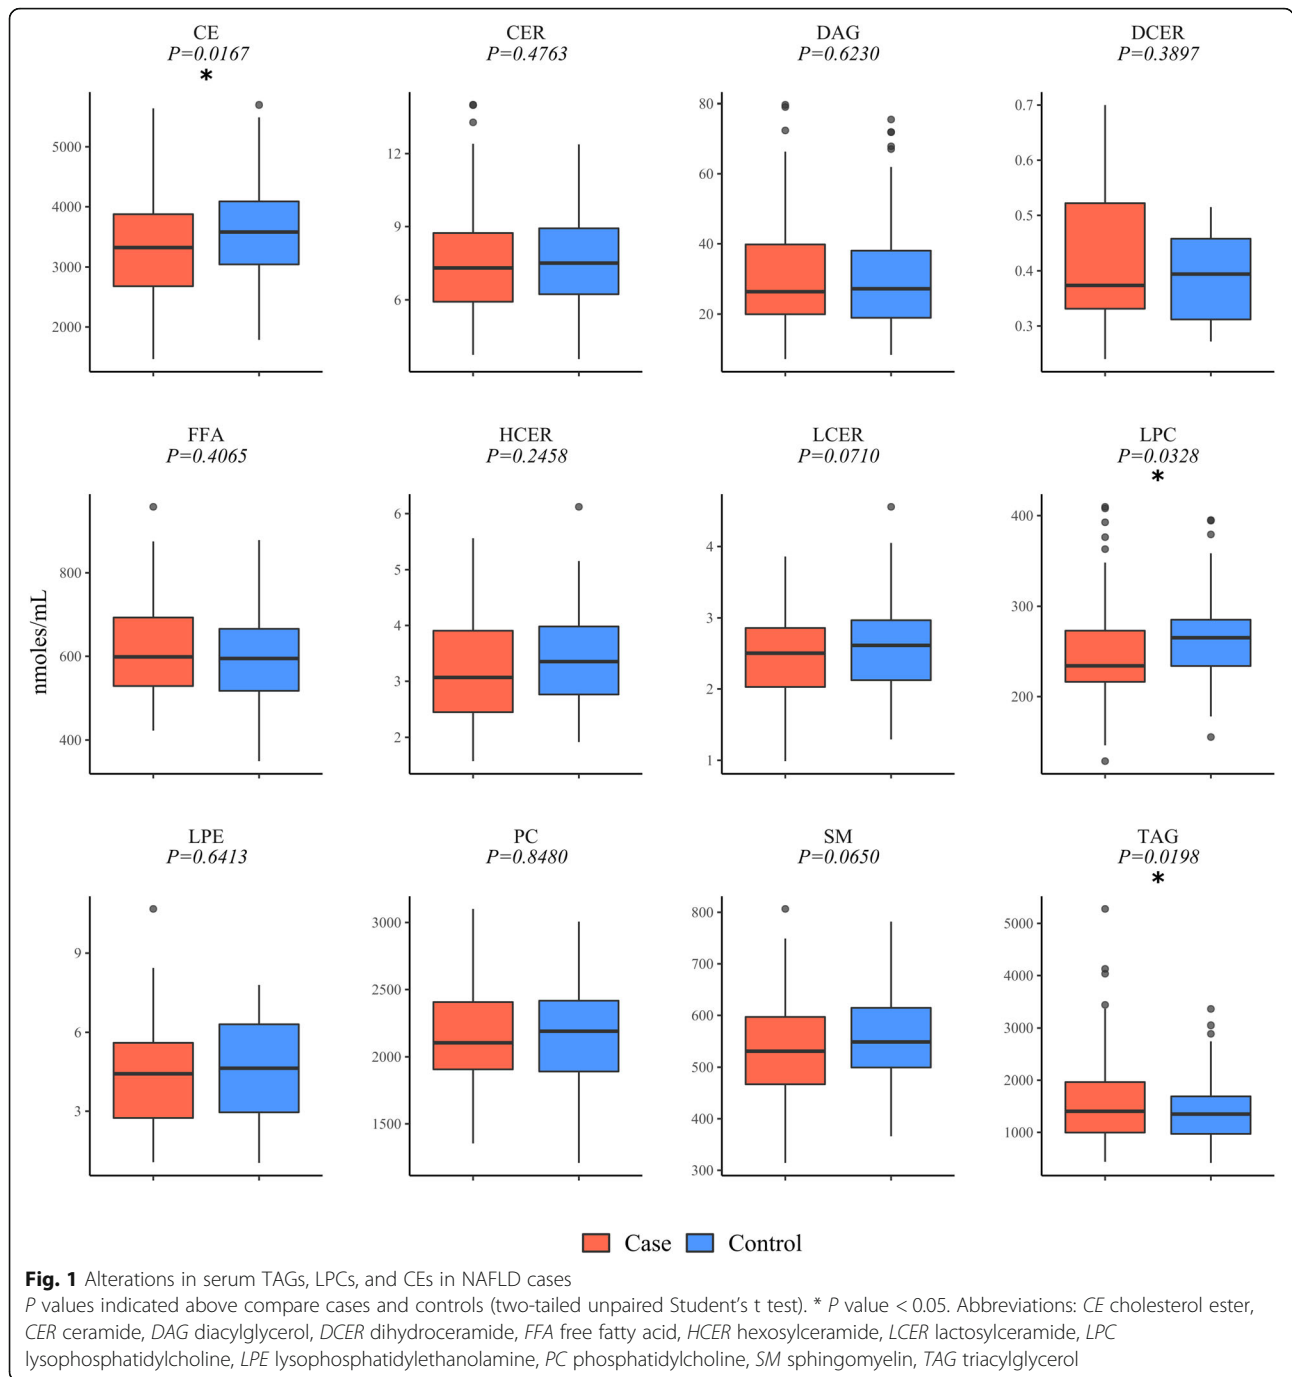 CE
P=0.0167
*
CER
P=0.4763
DAG
P=0.6230
DCER
P=0.3897
5000
4000
3000
2000
12
9
6
80
60
40
20
0.7
0.6
0.5
0.4
0.3
FFA
P=0.4065
HCER
P=0.2458
LCER
P=0.0710
LPC
P=0.0328
*
nmoles/mL
800
600
400
6
5
4
3
2
4
3
2
1
400
300
200
LPE
P=0.6413
PC
P=0.8480
SM
P=0.0650
TAG
P=0.0198
*
9
6
3
3000
2500
2000
1500
800
700
600
500
400
300
5000
4000
3000
2000
1000
Case Control
Fig. 1 Alterations in serum TAGs, LPCs, and CEs in NAFLD cases
P values indicated above compare cases and controls (two-tailed unpaired Student's t test). * P value < 0.05. Abbreviations: CE cholesterol ester,
CER ceramide, DAG diacylglycerol, DCER dihydroceramide, FFA free fatty acid, HCER hexosylceramide, LCER lactosylceramide, LPC
lysophosphatidylcholine, LPE lysophosphatidylethanolamine, PC phosphatidylcholine, SM sphingomyelin, TAG triacylglycerol